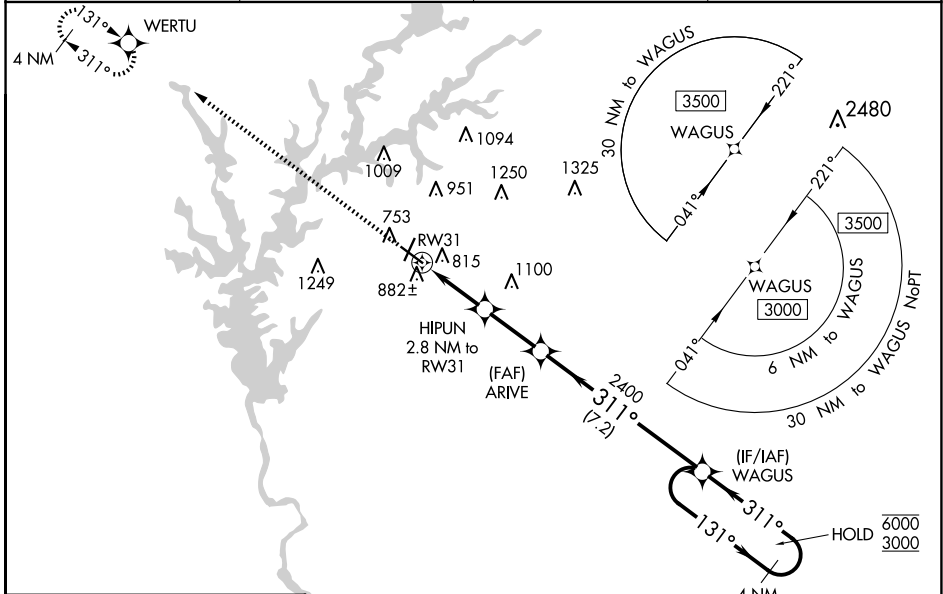 131°
WERTU
4 NM
311°
30 NM to WAGUS
221°
3500
WAGUS
041°
2480
1094
1009
951
1250
1325
753
RW31
815
882±
1249
1100
HIPUN
2.8 NM to
RW31
(FAF)
ARIVE
2400
311°
(7.2)
221°
3500
WAGUS
3000
041°
6 NM to WAGUS
30 NM to WAGUS NoPT
(IF/IAF)
WAGUS
311°
131°
HOLD
6000
3000
4 NM